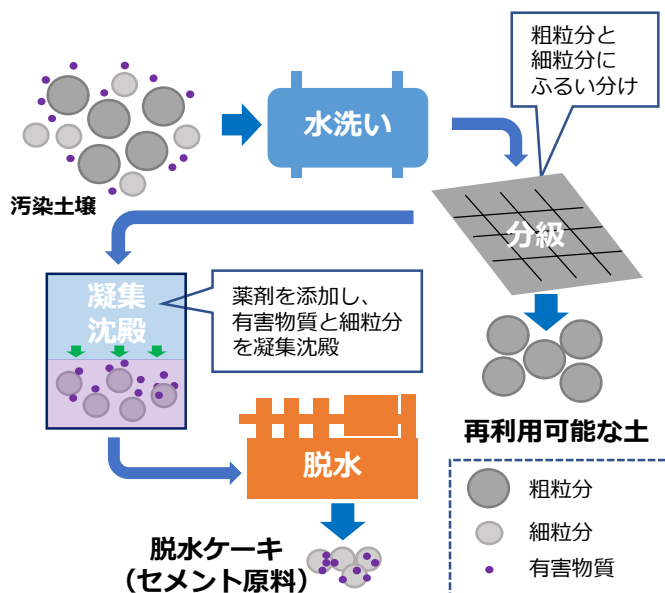 粗粒分と
細粒分に
ふるい分け
水洗い
汚染土壌
分級
凝集
沈殿
薬剤を添加し、
有害物質と細粒分
を凝集沈殿
再利用可能な土
脱水
粗粒分
細粒分
有害物質
脱水ケーキ
（セメント原料）